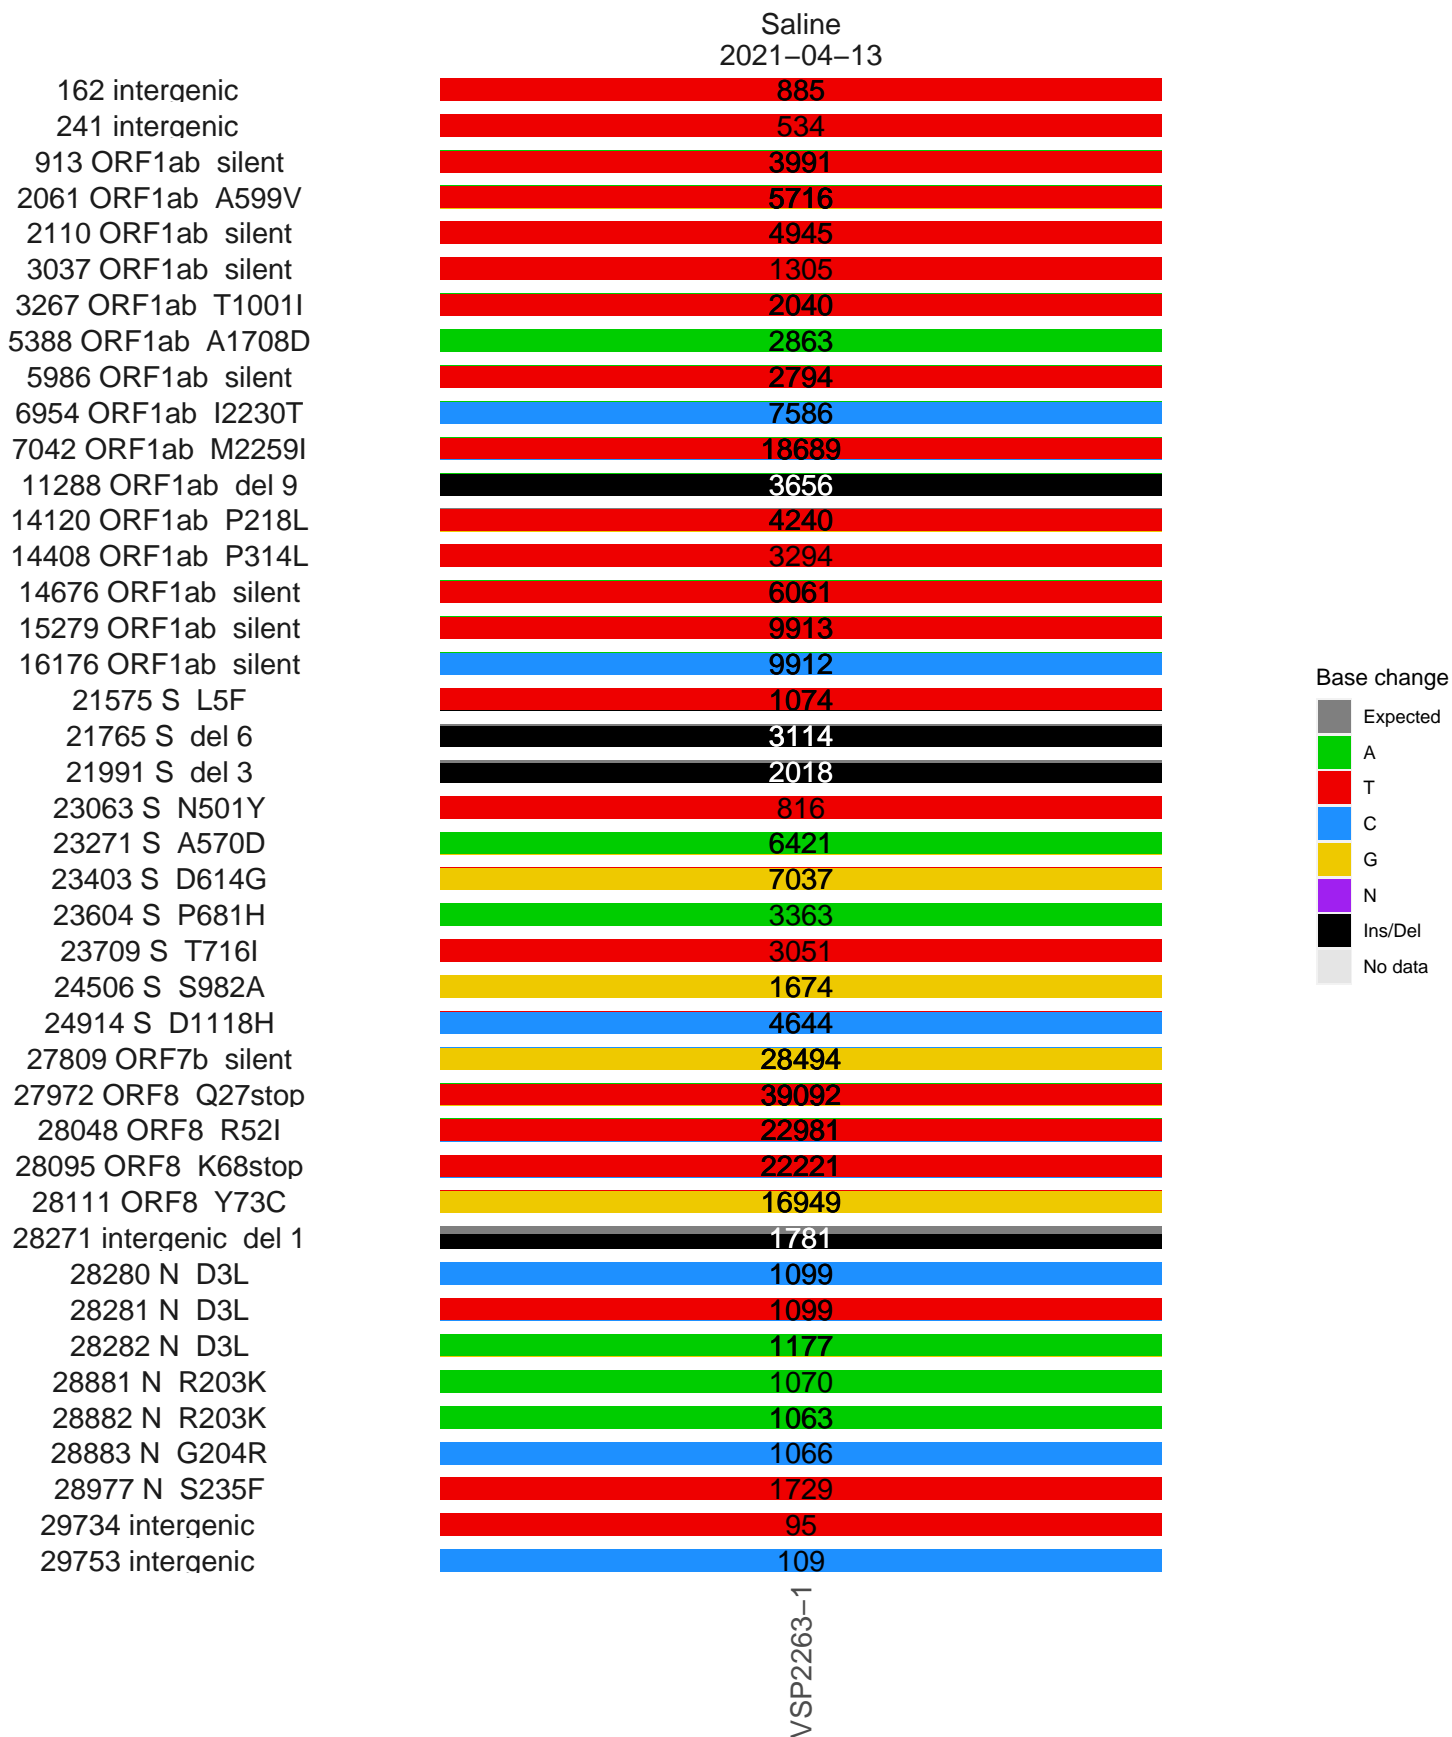 Saline
2021–04–13
162 intergenic 885
241 intergenic 534
913 ORF1ab silent 3991
2061 ORF1ab A599V 5716
2110 ORF1ab silent 4945
3037 ORF1ab silent 1305
3267 ORF1ab T1001I 2040
5388 ORF1ab A1708D 2863
5986 ORF1ab silent 2794
6954 ORF1ab I2230T 7586
7042 ORF1ab M2259I 18689
11288 ORF1ab del 9 3656
14120 ORF1ab P218L 4240
14408 ORF1ab P314L 3294
14676 ORF1ab silent 6061
15279 ORF1ab silent 9913
16176 ORF1ab silent 9912
21575 S L5F 1074
21765 S del 6 3114
21991 S del 3 2018
23063 S N501Y 816
23271 S A570D 6421
23403 S D614G 7037
23604 S P681H 3363
23709 S T716I 3051
24506 S S982A 1674
24914 S D1118H 4644
27809 ORF7b silent 28494
27972 ORF8 Q27stop 39092
28048 ORF8 R52I 22981
28095 ORF8 K68stop 22221
28111 ORF8 Y73C 16949
28271 intergenic del 1 1781
28280 N D3L 1099
28281 N D3L 1099
28282 N D3L 1177
28881 N R203K 1070
28882 N R203K 1063
28883 N G204R 1066
28977 N S235F 1729
29734 intergenic 95
29753 intergenic 109
VSP2263–1
Base change
Expected
A
T
C
G
N
Ins/Del
No data